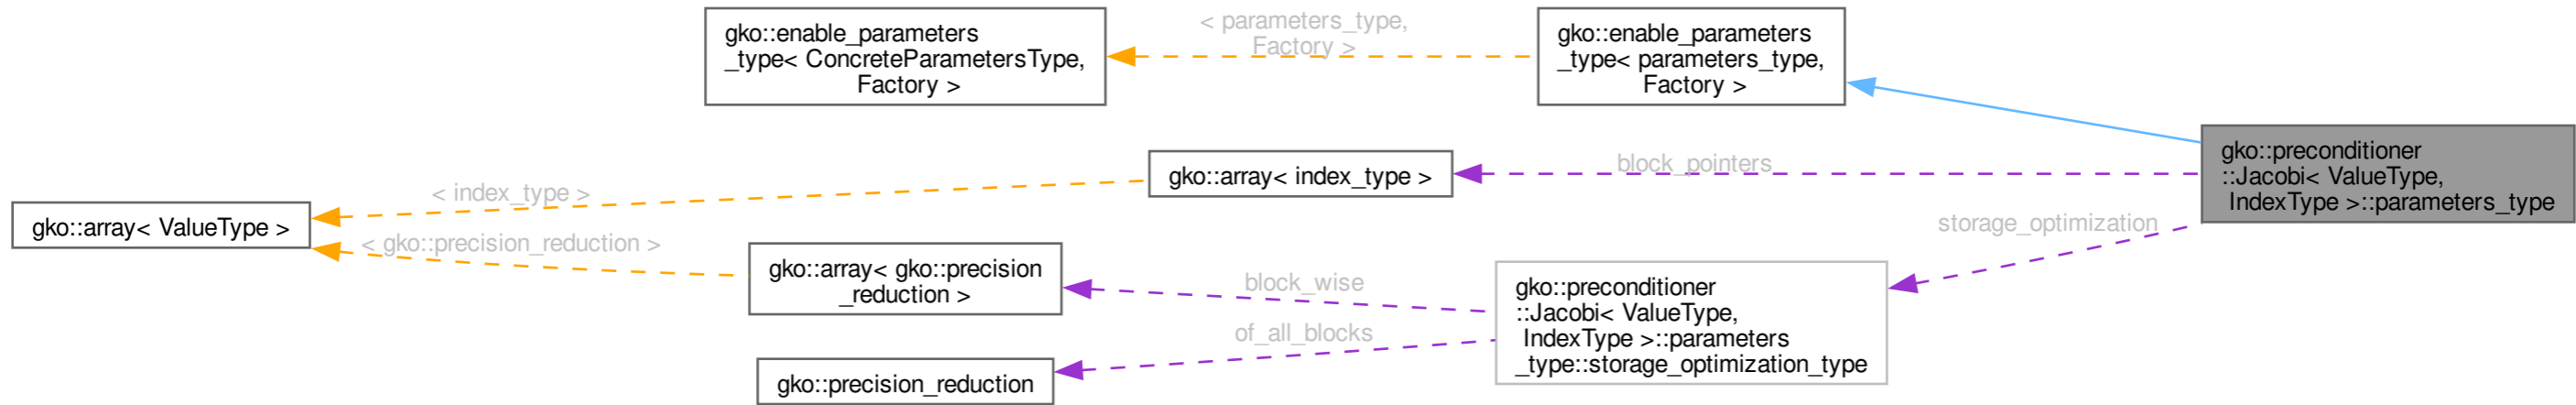 gko::enable_parameters
_type< ConcreteParametersType,
Factory >
< parameters_type,
Factory >
gko::enable_parameters
_type< parameters_type,
Factory >
gko::array< ValueType >
< index_type >
< gko::precision_reduction >
gko::array< index_type >
block_pointers
gko::preconditioner
::Jacobi< ValueType,
IndexType >::parameters_type
storage_optimization
gko::array< gko::precision
_reduction >
block_wise
of_all_blocks
gko::precision_reduction
gko::preconditioner
::Jacobi< ValueType,
IndexType >::parameters
_type::storage_optimization_type